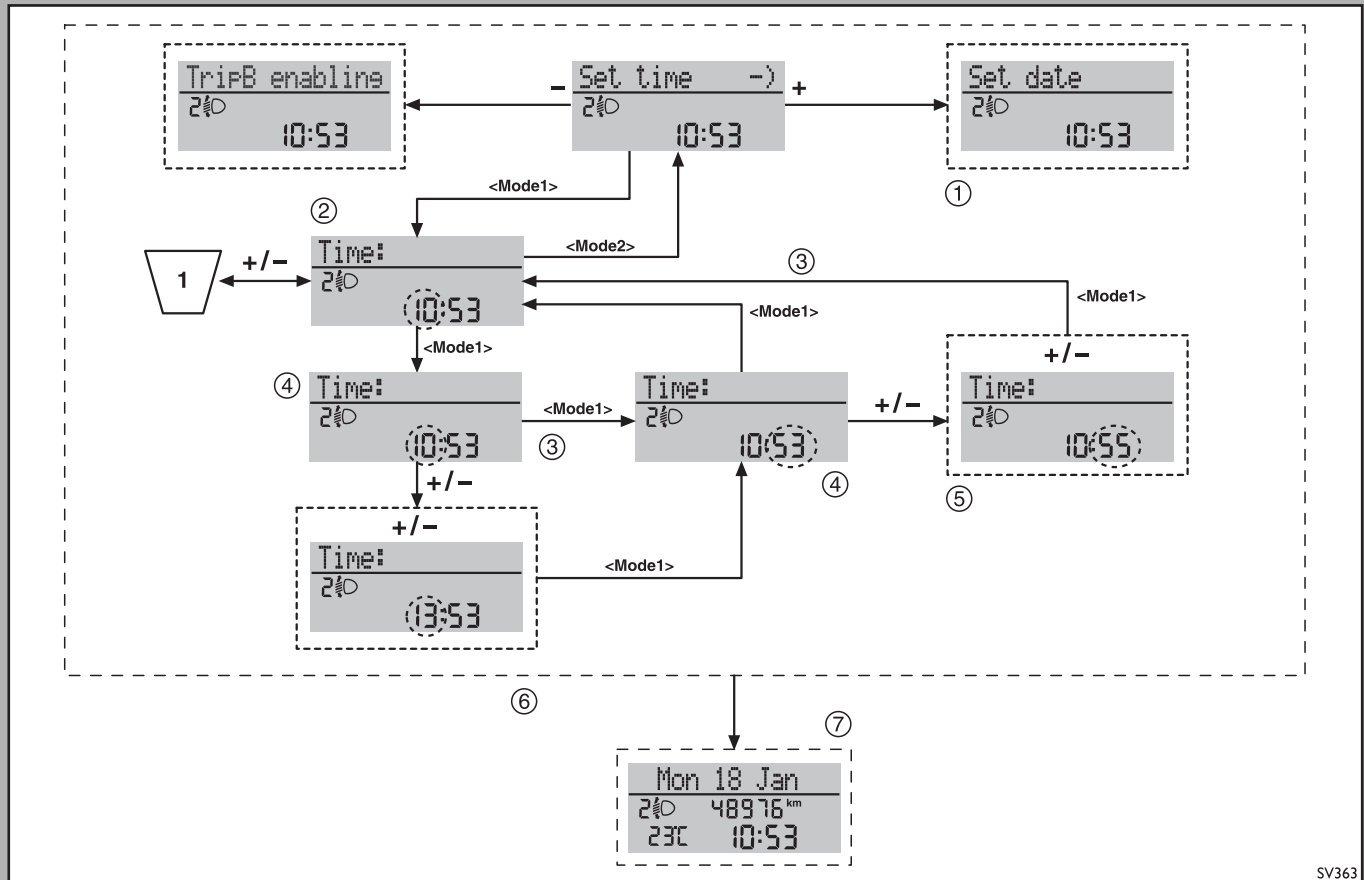 TripB enabling
2
10:53
–
Set time –)
2
10:53
+
Set date
2
10:53
①
<Mode1>
②
Time:
2
10:53
<Mode2>
1
+/–
③
<Mode1>
<Mode1>
<Mode1>
④
Time:
2
10:53
<Mode1>
③
Time:
2
10:53
④
+/–
+/–
Time:
2
10:55
⑤
+/–
+/–
Time:
2
13:53
<Mode1>
⑥
⑦
Mon 18 Jan
2 48976 km
23°C 10:53
SV363